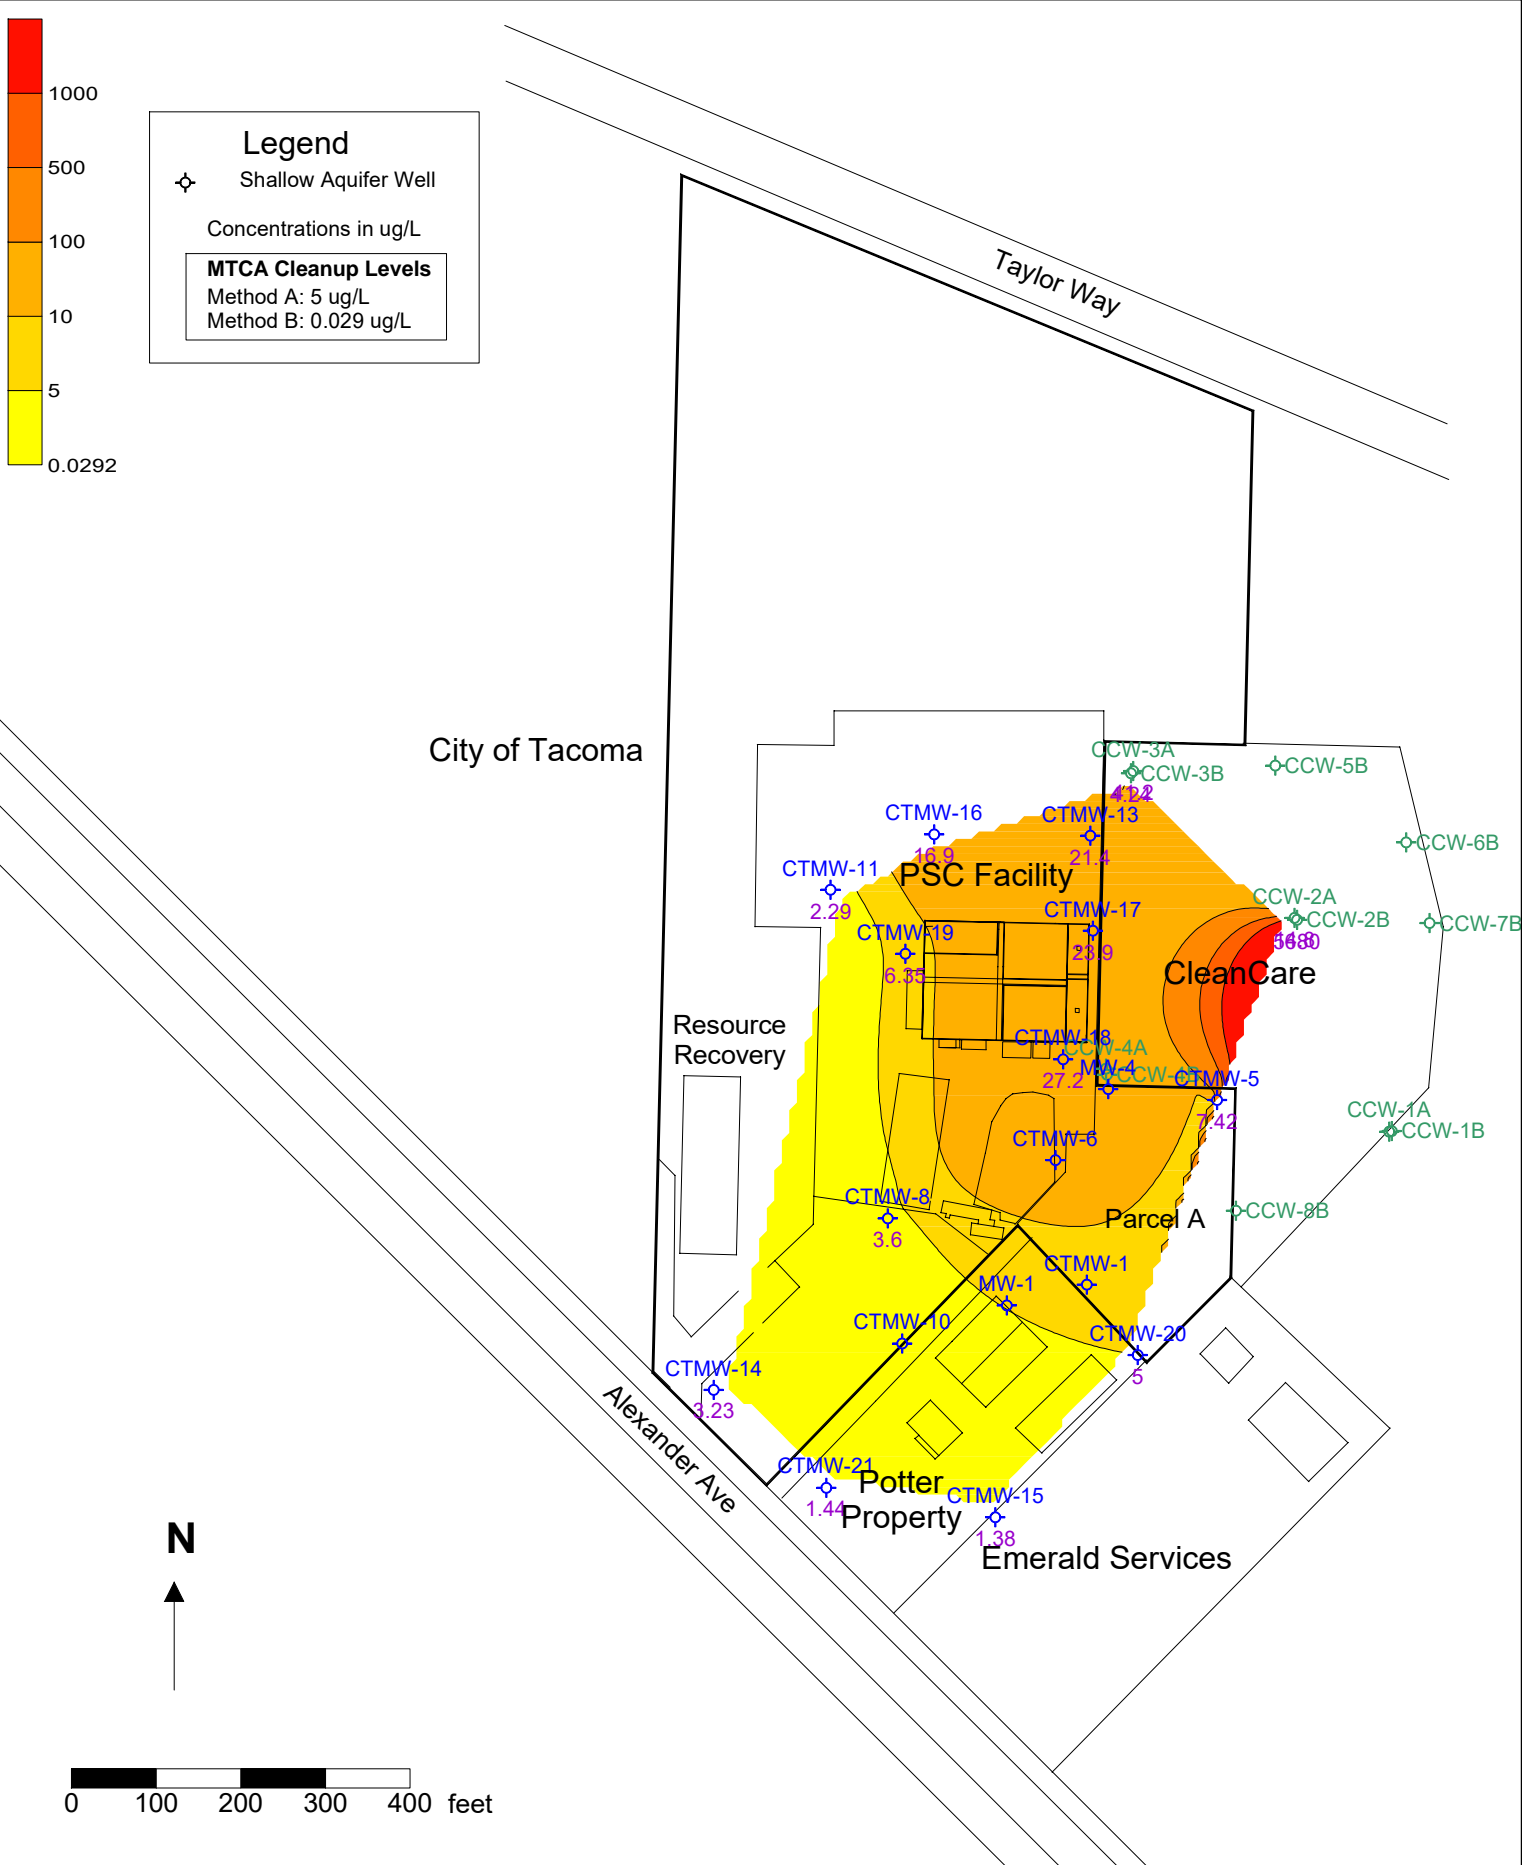 1000
500
100
10
5
0.0292
Legend
Shallow Aquifer Well
Concentrations in ug/L
MTCA Cleanup Levels
Method A: 5 ug/L
Method B: 0.029 ug/L
Taylor Way
City of Tacoma
CCW-3A
CCW-3B
CCW-5B
CTMW-16
16.9
CTMW-13
21.4
CCW-6B
PSC Facility
CTMW-11
2.29
CCW-2A
CCW-2B
CCW-7B
CTMW-17
23.9
CTMW-19
6.35
CleanCare
Resource
Recovery
CTMW-18
27.2
CCW-4A
MW-4
CCW-4B
CTMW-5
7.42
CCW-1A
CCW-1B
CTMW-6
CTMW-8
3.6
Parcel A
CCW-8B
CTMW-1
MW-1
CTMW-10
CTMW-20
5
CTMW-14
3.23
Alexander Ave
CTMW-21
1.44
Potter
Property
CTMW-15
1.38
Emerald Services
N
0 100 200 300 400 feet